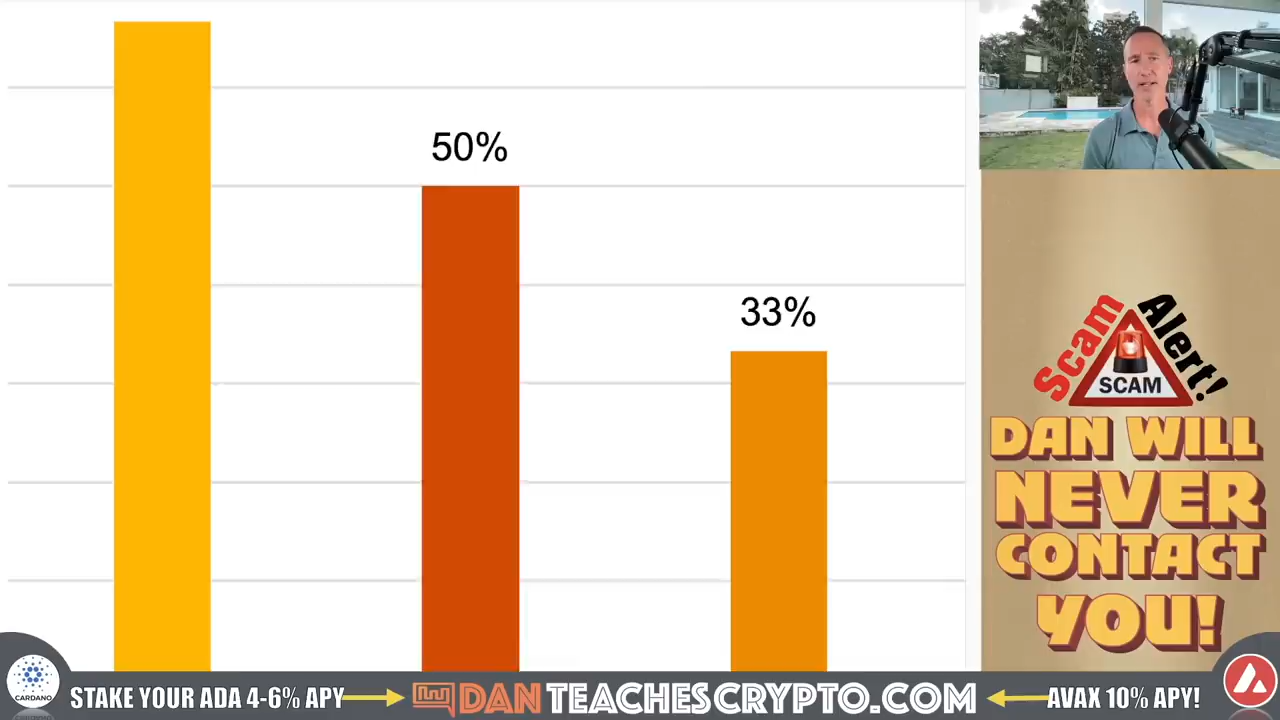 50%
33%
Scam Alert!
SCAM
DAN WILL
NEVER
CONTACT
YOU!
CARDANO
STAKE YOUR ADA 4-6% APY
DANTEACHESCRYPTO.COM
AVAX 10% APY!